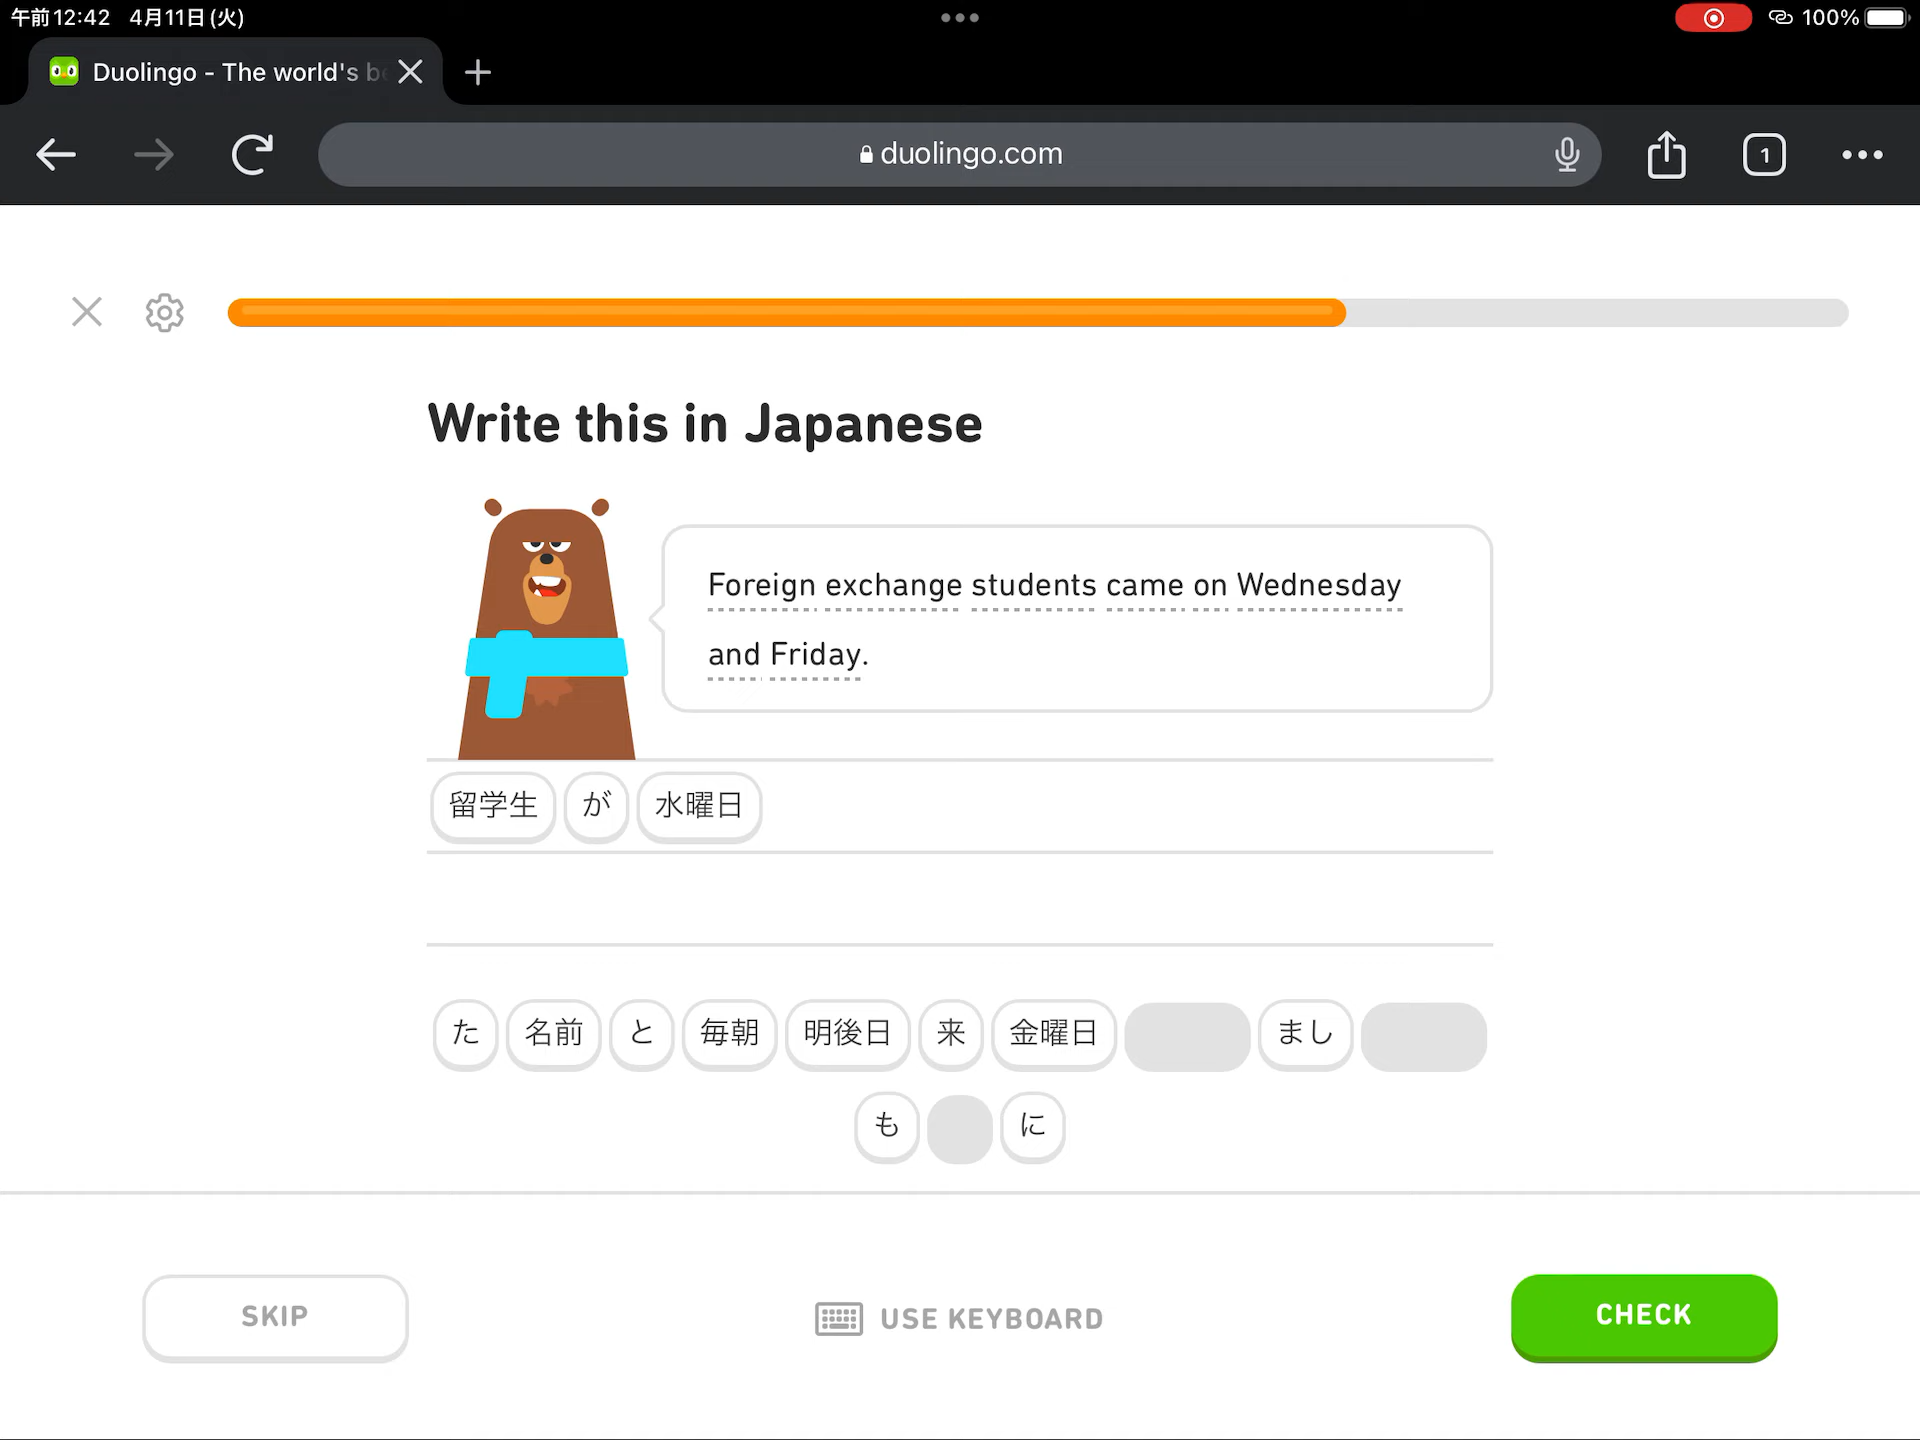 午前12:42 4月11日(火)
100%
Duolingo - The world's be
duolingo.com
1
Write this in Japanese
Foreign exchange students came on Wednesday
and Friday.
留学生 が 水曜日
た 名前 と 毎朝 明後日 来 金曜日 まし
も に
SKIP
USE KEYBOARD
CHECK